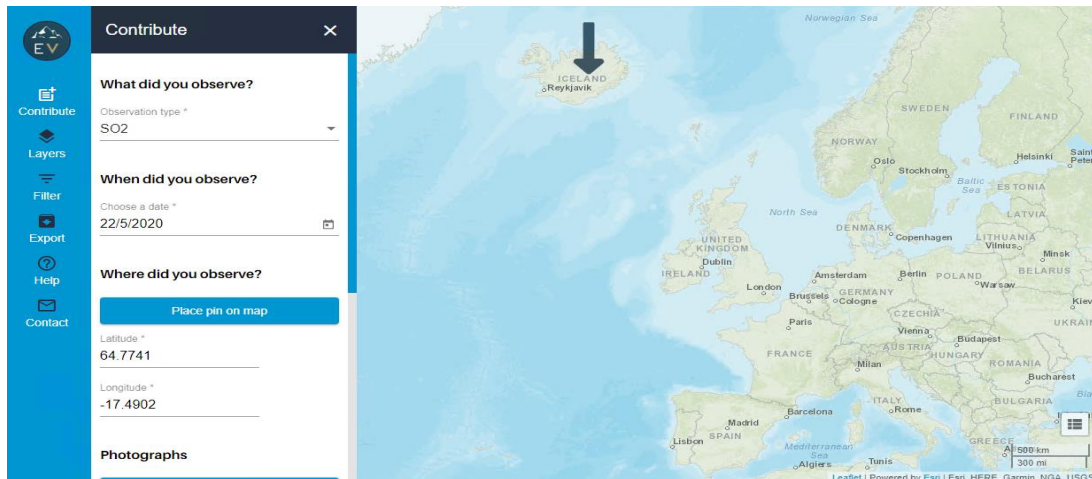 EV
Contribute
Layers
Filter
Export
Help
Contact
Contribute
What did you observe?
Observation type *
SO2
When did you observe?
Choose a date *
22/5/2020
Where did you observe?
Place pin on map
Latitude *
64.7741
Longitude *
-17.4902
Photographs
Norwegian Sea
ICELAND
Reykjavik
SWEDEN
FINLAND
NORWAY
Oslo
Helsinki
Stockholm
Baltic
Sea
ESTONIA
North Sea
LATVIA
DENMARK
Copenhagen
LITHUANIA
Vilnius
UNITED
KINGDOM
Minsk
Dublin
IRELAND
BELARUS
Amsterdam
Berlin
POLAND
Warsaw
London
Brussels
GERMANY
Cologne
Kiev
CZECHIA
Paris
Vienna
Budapest
AUSTRIA
HUNGARY
FRANCE
Milan
ROMANIA
Bucharest
ITALY
BULGARIA
Barcelona
Rome
Madrid
Lisbon
SPAIN
Mediterranean
Sea
GREECE
Algiers
Tunis
500 km
300 mi
Leaflet | Powered by Esri | Esri, HERE, Garmin, NGA, USGS